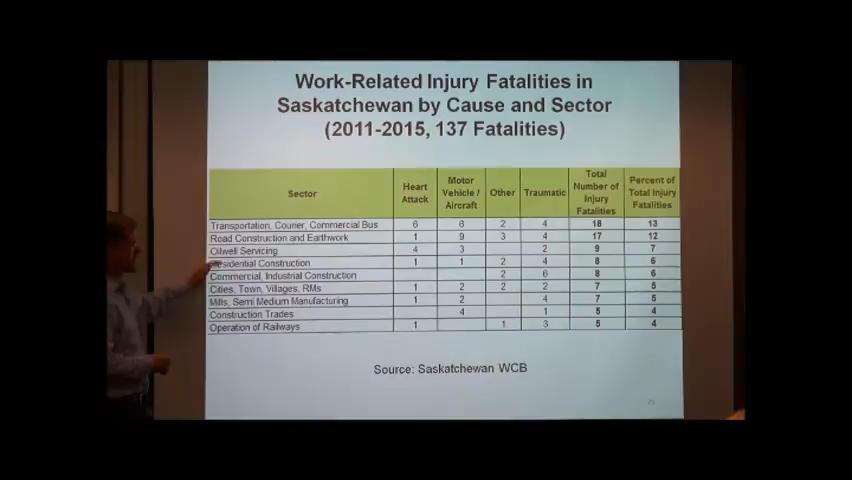 Work-Related Injury Fatalities in
Saskatchewan by Cause and Sector
(2011-2015, 137 Fatalities)
Sector Heart Attack Motor Vehicle / Aircraft Other Traumatic Total Number of Injury Fatalities Percent of Total Injury Fatalities
Transportation, Courier, Commercial Bus 6 6 2 4 18 13
Road Construction and Earthwork 1 9 3 4 17 12
Oilwell Servicing 4 3 2 9 7
Residential Construction 1 1 2 4 8 6
Commercial, Industrial Construction 2 6 8 6
Cities, Town, Villages, RMs 1 2 2 2 7 5
Mills, Semi Medium Manufacturing 1 2 4 7 5
Construction Trades 4 1 5 4
Operation of Railways 1 1 3 5 4
Source: Saskatchewan WCB